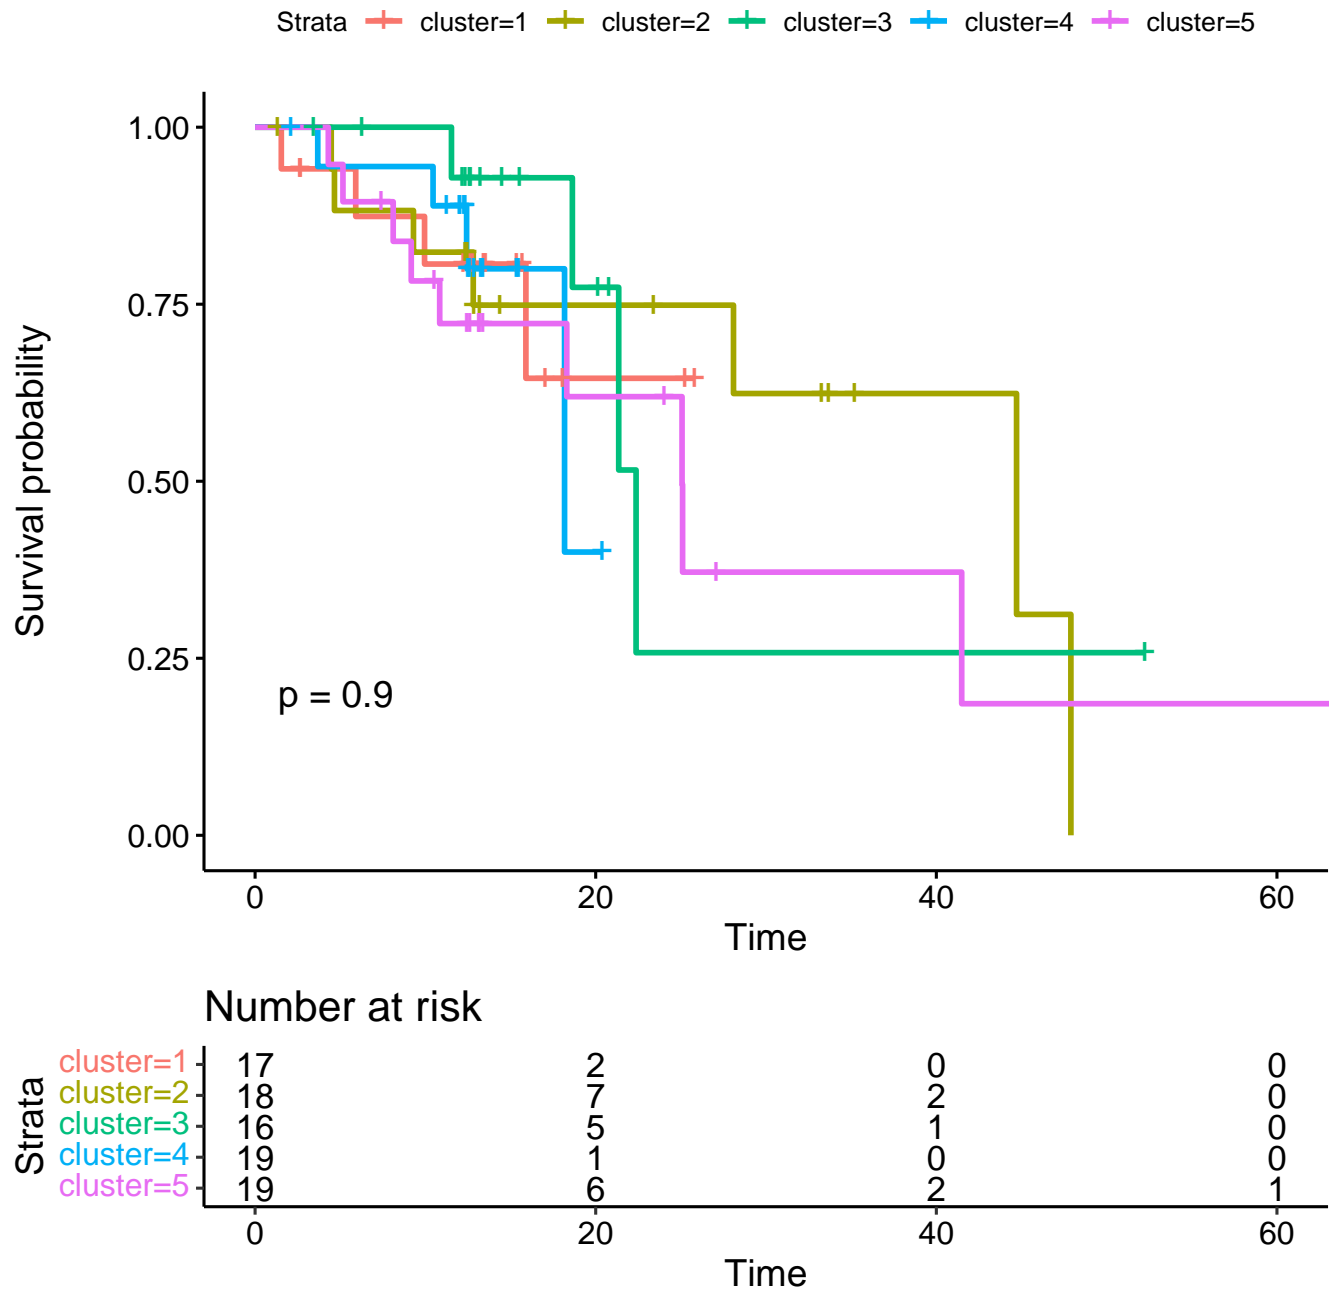 Strata cluster=1 cluster=2 cluster=3 cluster=4 cluster=5
1.00
0.75
0.50
0.25
0.00
Survival probability
p = 0.9
0 20 40 60
Time
Number at risk
Strata
cluster=1 17 2 0 0
cluster=2 18 7 2 0
cluster=3 16 5 1 0
cluster=4 19 1 0 0
cluster=5 19 6 2 1
0 20 40 60
Time